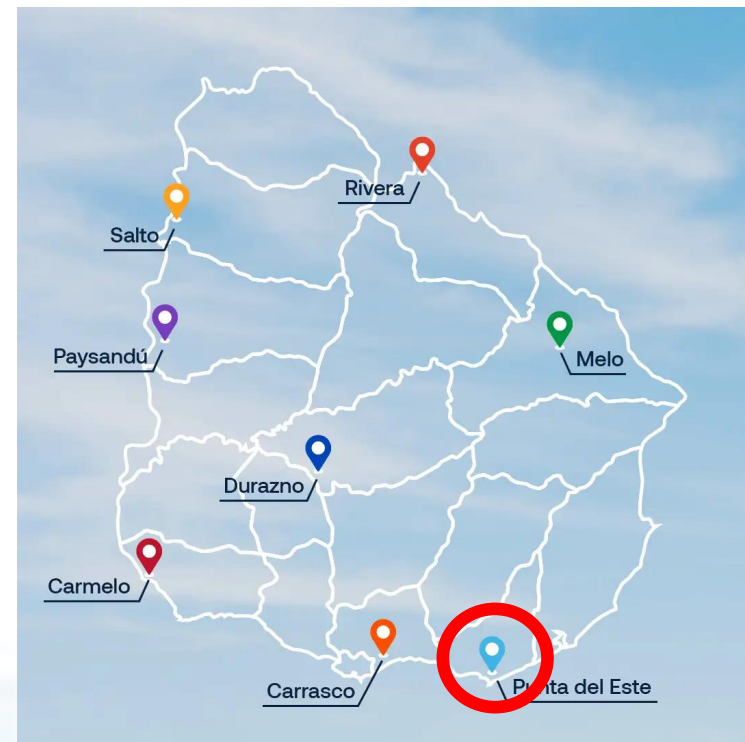 Rivera
Salto
Paysandú
Melo
Durazno
Carmelo
Carrasco
Punta del Este